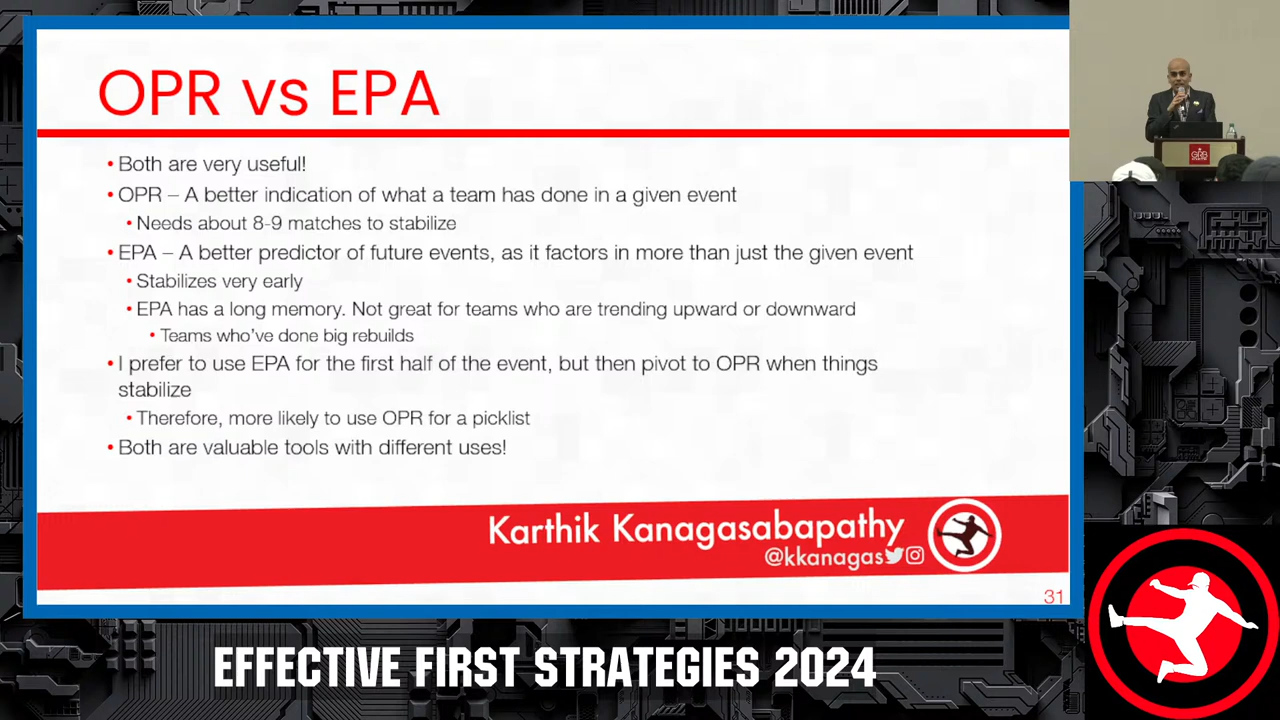 OPR vs EPA
• Both are very useful!
• OPR – A better indication of what a team has done in a given event
• Needs about 8-9 matches to stabilize
• EPA – A better predictor of future events, as it factors in more than just the given event
• Stabilizes very early
• EPA has a long memory. Not great for teams who are trending upward or downward
• Teams who've done big rebuilds
• I prefer to use EPA for the first half of the event, but then pivot to OPR when things
stabilize
• Therefore, more likely to use OPR for a picklist
• Both are valuable tools with different uses!
Karthik Kanagasabapathy
@kkanagas
31
EFFECTIVE FIRST STRATEGIES 2024